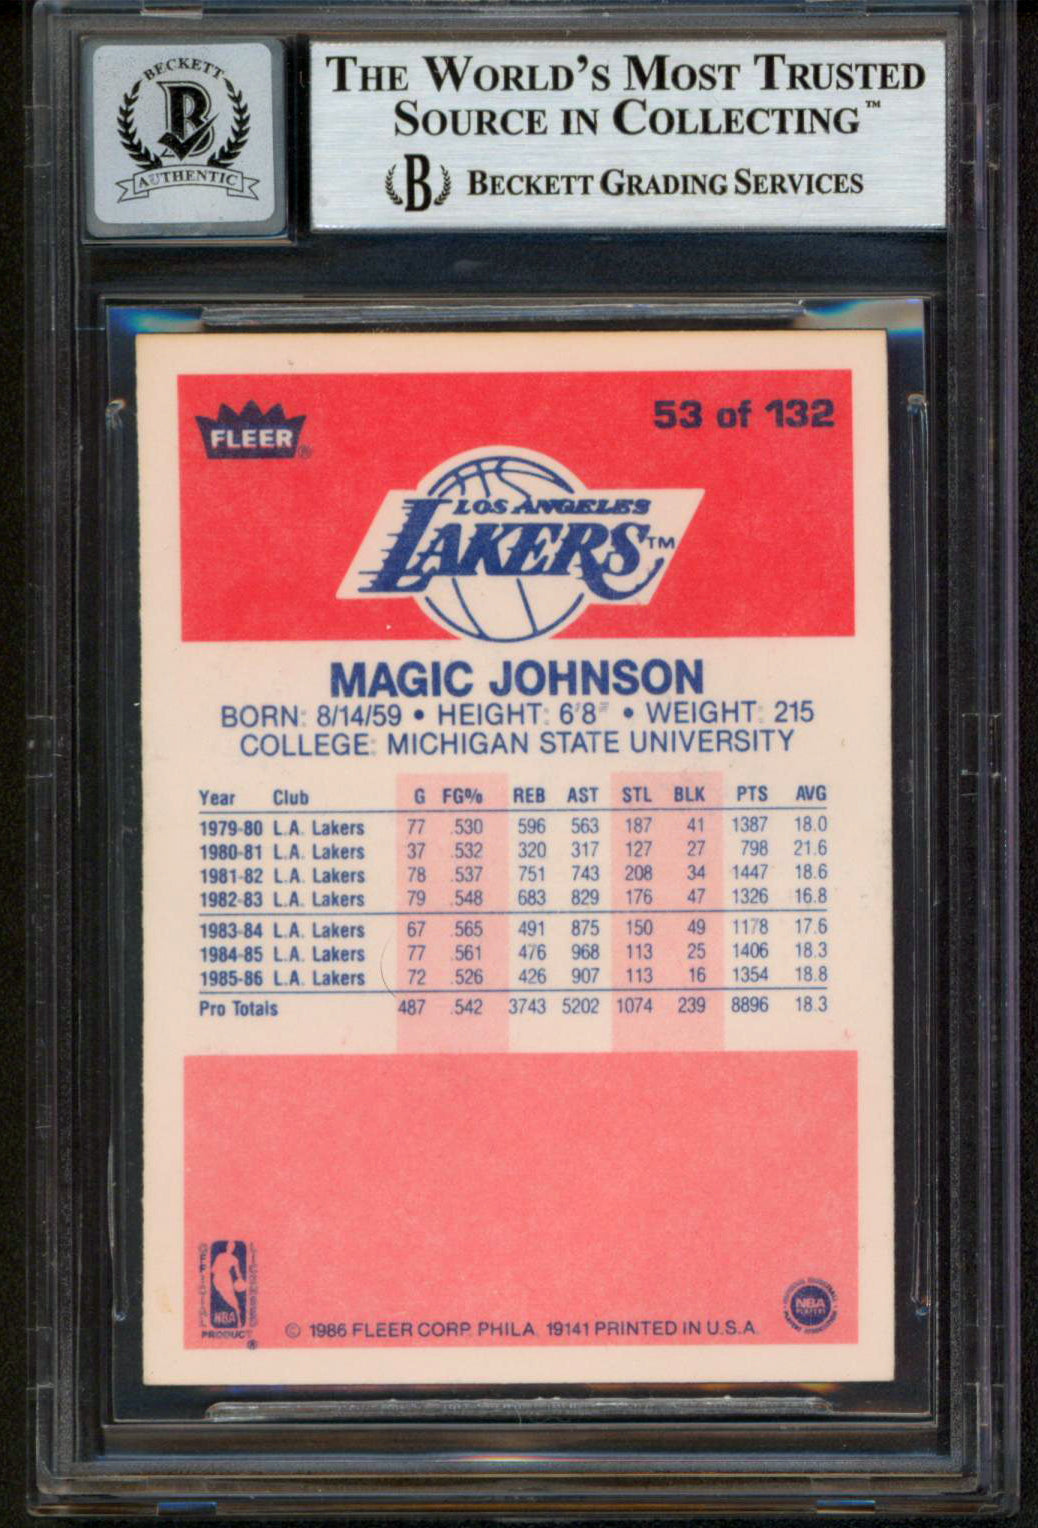 BECKETT
B
AUTHENTIC
THE WORLD'S MOST TRUSTED
SOURCE IN COLLECTING™
B BECKETT GRADING SERVICES
FLEER®
53 of 132
LOS ANGELES
LAKERS™
MAGIC JOHNSON
BORN: 8/14/59 • HEIGHT: 6'8" • WEIGHT: 215
COLLEGE: MICHIGAN STATE UNIVERSITY
Year Club G FG% REB AST STL BLK PTS AVG
1979-80 L.A. Lakers 77 .530 596 563 187 41 1387 18.0
1980-81 L.A. Lakers 37 .532 320 317 127 27 798 21.6
1981-82 L.A. Lakers 78 .537 751 743 208 34 1447 18.6
1982-83 L.A. Lakers 79 .548 683 829 176 47 1326 16.8
1983-84 L.A. Lakers 67 .565 491 875 150 49 1178 17.6
1984-85 L.A. Lakers 77 .561 476 968 113 25 1406 18.3
1985-86 L.A. Lakers 72 .526 426 907 113 16 1354 18.8
Pro Totals 487 .542 3743 5202 1074 239 8896 18.3
NBA
PRODUCT®
© 1986 FLEER CORP. PHILA. 19141 PRINTED IN U.S.A.
NBA
PLAYERS